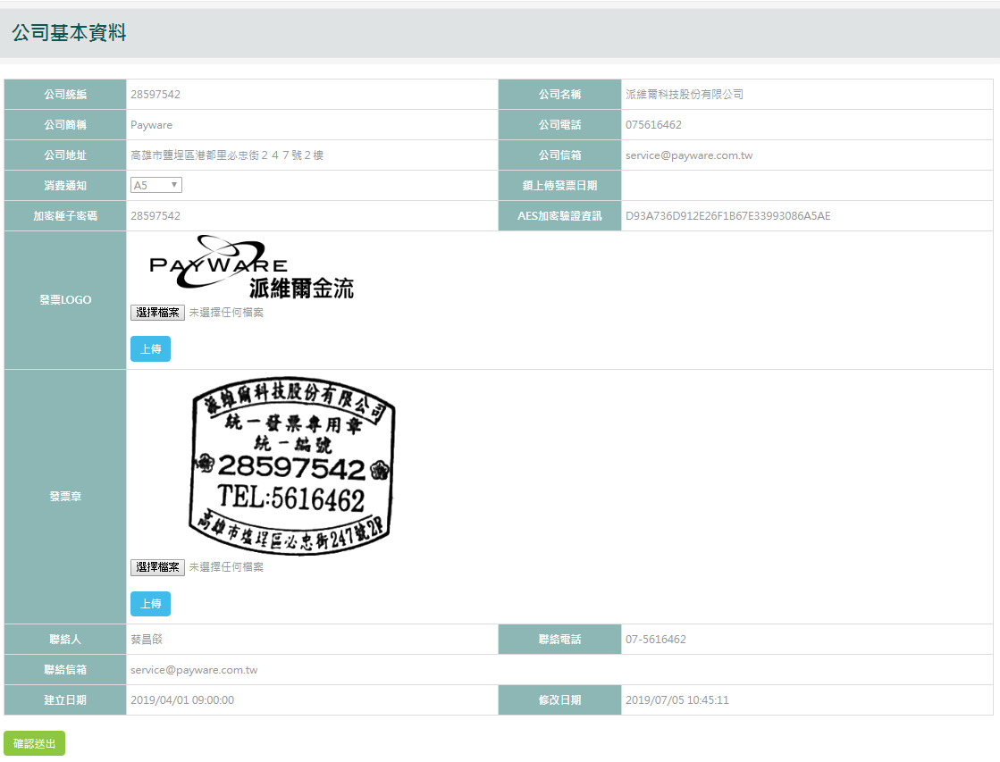 公司基本資料
公司統編 28597542 公司名稱 派維爾科技股份有限公司
公司簡稱 Payware 公司電話 075616462
公司地址 高雄市鹽埕區港都里必忠街２４７號２樓 公司信箱 service@payware.com.tw
消費通知 A5 鎖上傳發票日期
加密種子密碼 28597542 AES加密驗證資訊 D93A736D912E26F1B67E33993086A5AE
發票LOGO
PAYWARE
派維爾金流
選擇檔案 未選擇任何檔案
上傳
發票章
派維爾科技股份有限公司
統一發票專用章
統一編號
28597542
TEL:5616462
高雄市塩埕區必忠街247號2F
選擇檔案 未選擇任何檔案
上傳
聯絡人 蔡昌燄 聯絡電話 07-5616462
聯絡信箱 service@payware.com.tw
建立日期 2019/04/01 09:00:00 修改日期 2019/07/05 10:45:11
確認送出